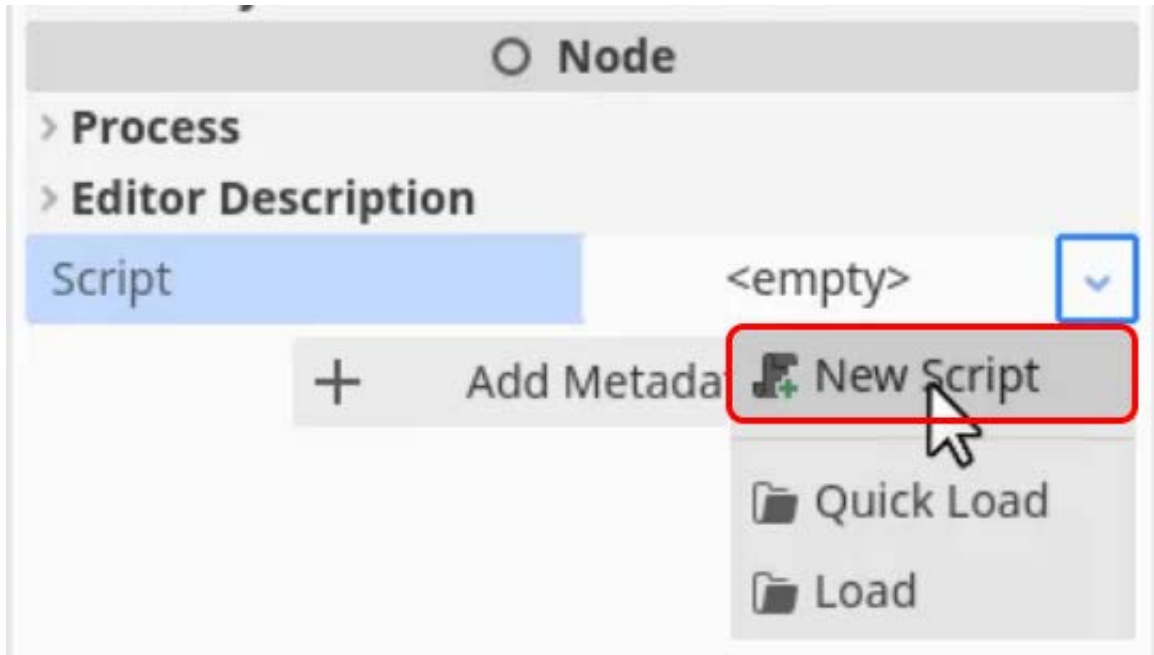 Node
Process
Editor Description
Script <empty>
Add Metada
New Script
Quick Load
Load